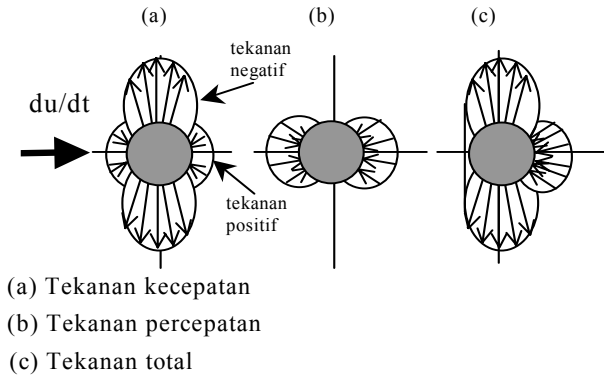 (a)
(b)
(c)
tekanan
negatif
du/dt
tekanan
positif
(a) Tekanan kecepatan
(b) Tekanan percepatan
(c) Tekanan total